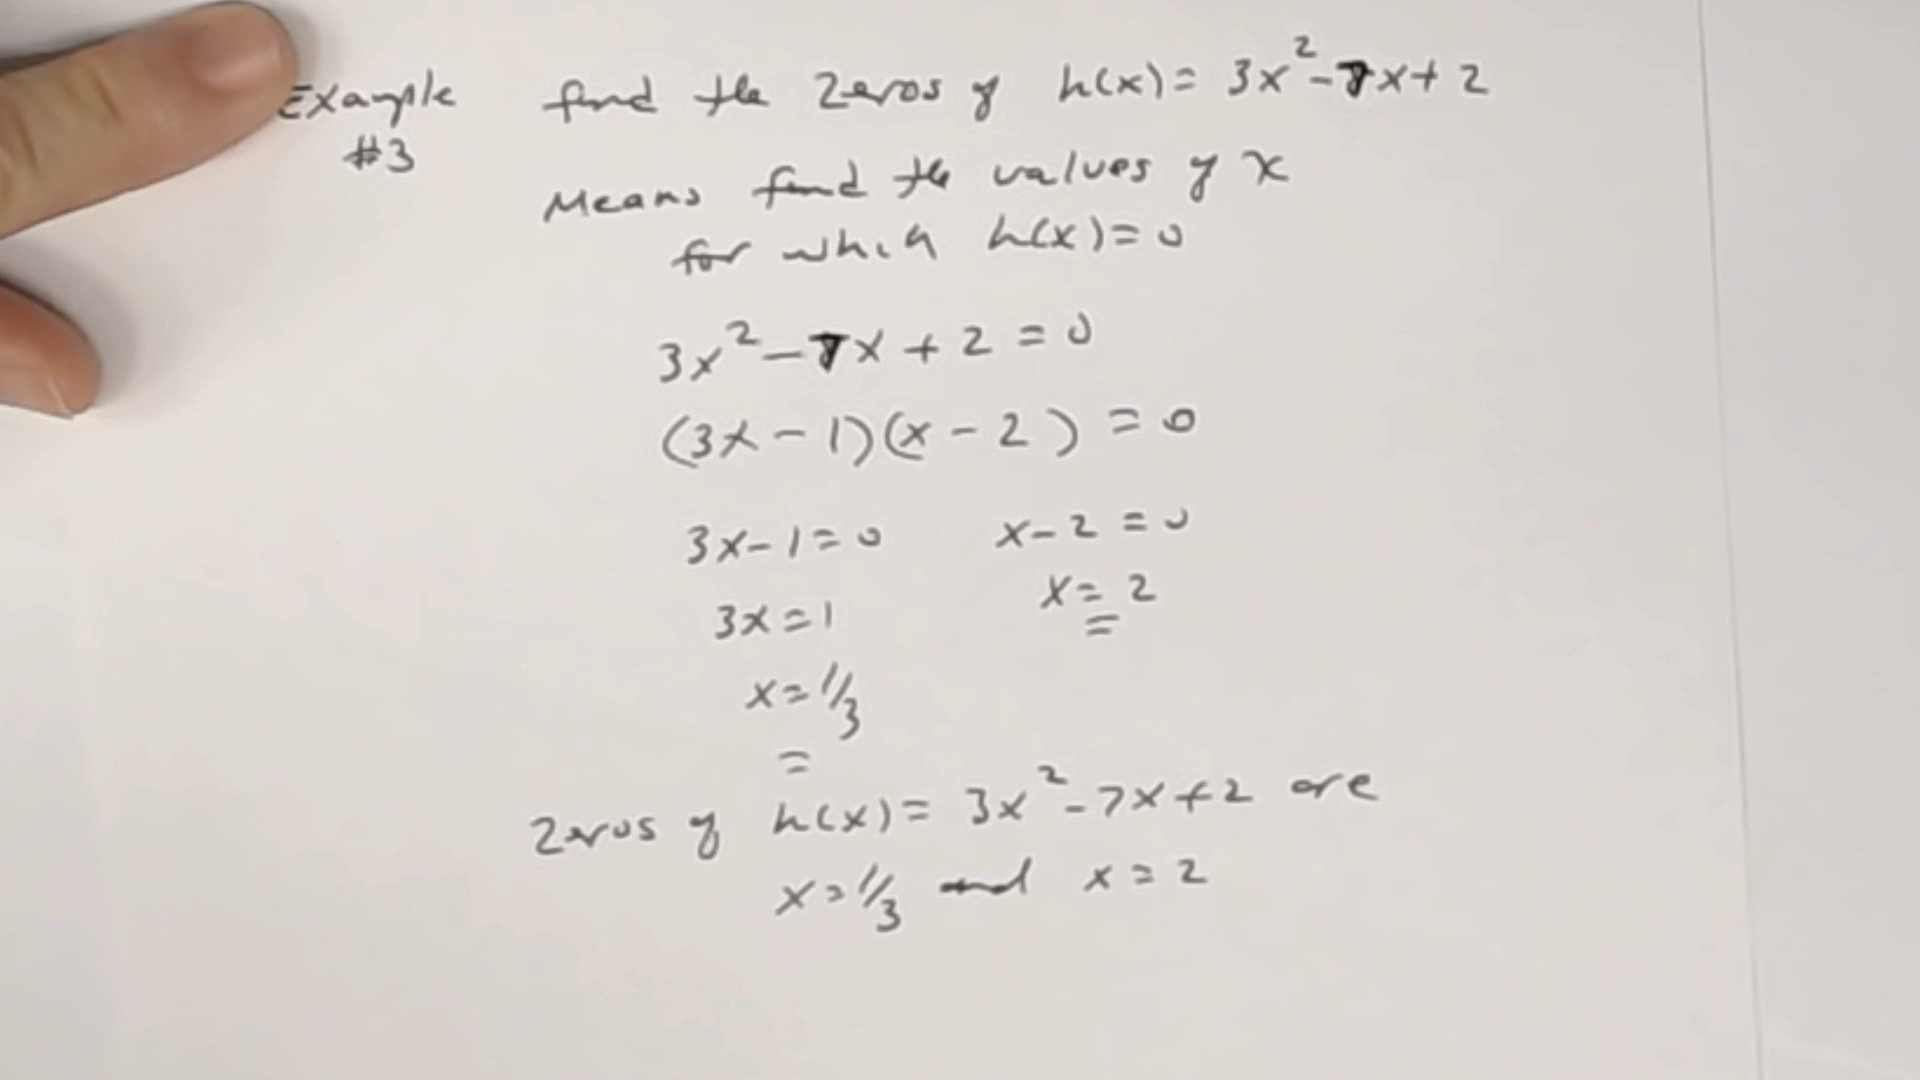 Example find the zeros of h(x) = 3x² - 7x + 2
#3
Means find the values of x
for which h(x) = 0
3x² - 7x + 2 = 0
(3x - 1)(x - 2) = 0
3x - 1 = 0 x - 2 = 0
3x = 1 x = 2
x = 1/3
Zeros of h(x) = 3x² - 7x + 2 are
x = 1/3 and x = 2